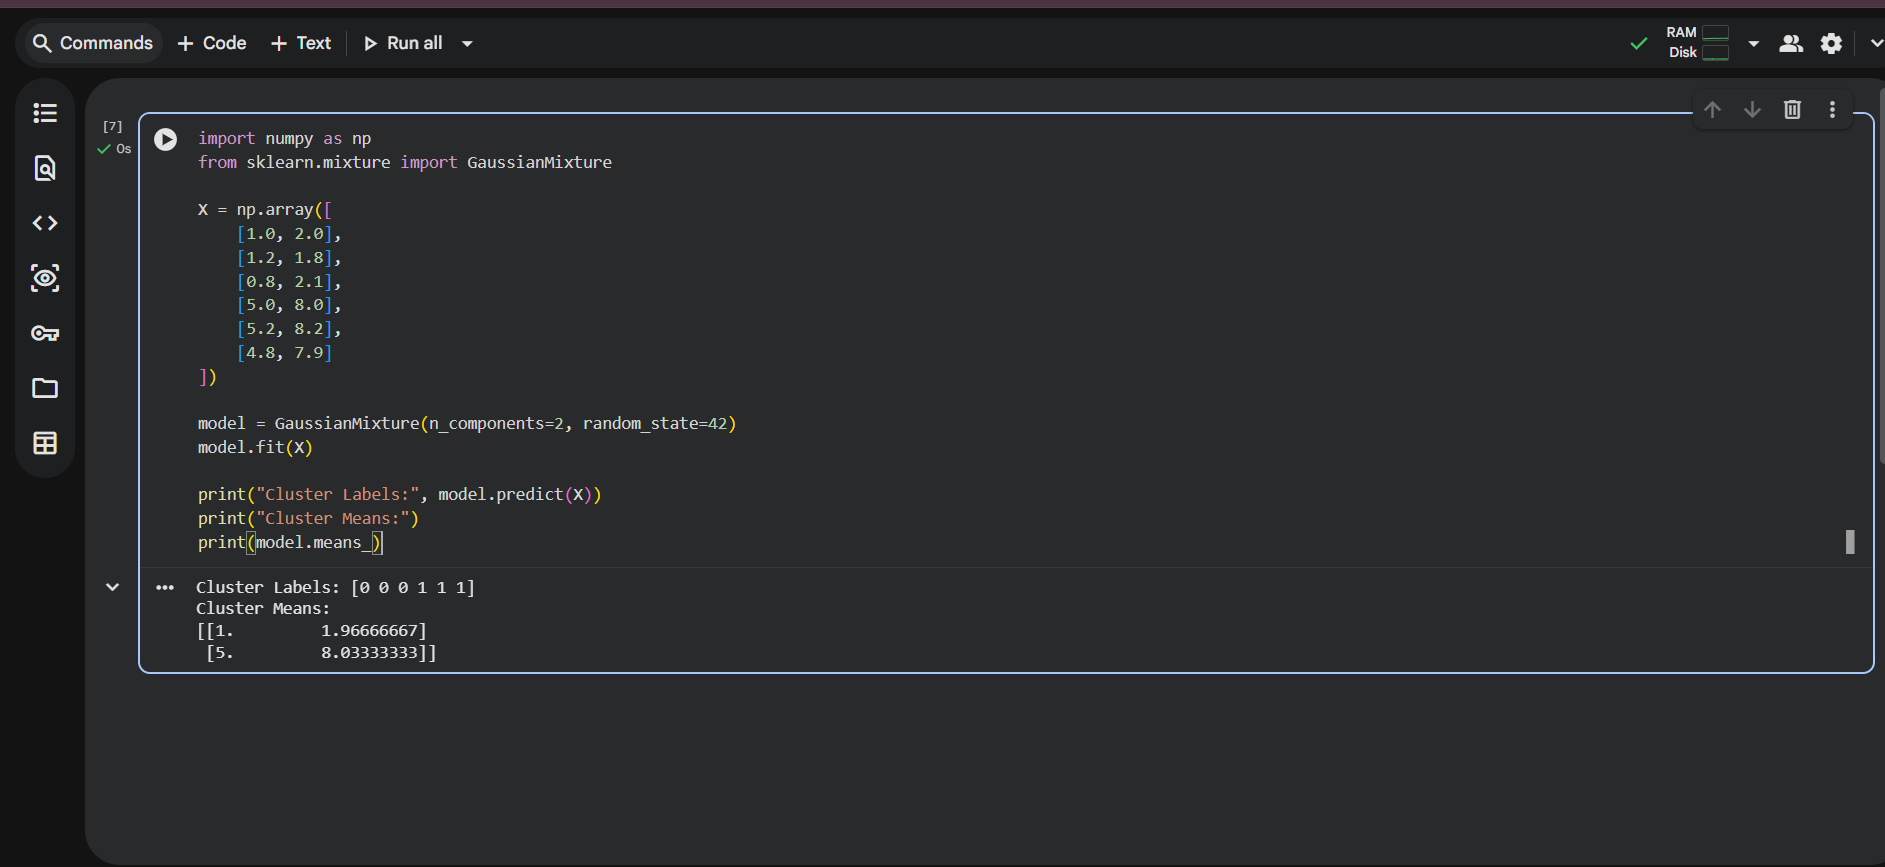 Commands + Code + Text Run all
RAM
Disk
[7]
0s
import numpy as np
from sklearn.mixture import GaussianMixture
X = np.array([
    [1.0, 2.0],
    [1.2, 1.8],
    [0.8, 2.1],
    [5.0, 8.0],
    [5.2, 8.2],
    [4.8, 7.9]
])
model = GaussianMixture(n_components=2, random_state=42)
model.fit(X)
print("Cluster Labels:", model.predict(X))
print("Cluster Means:")
print(model.means_)
Cluster Labels: [0 0 0 1 1 1]
Cluster Means:
[[1.         1.96666667]
 [5.         8.03333333]]